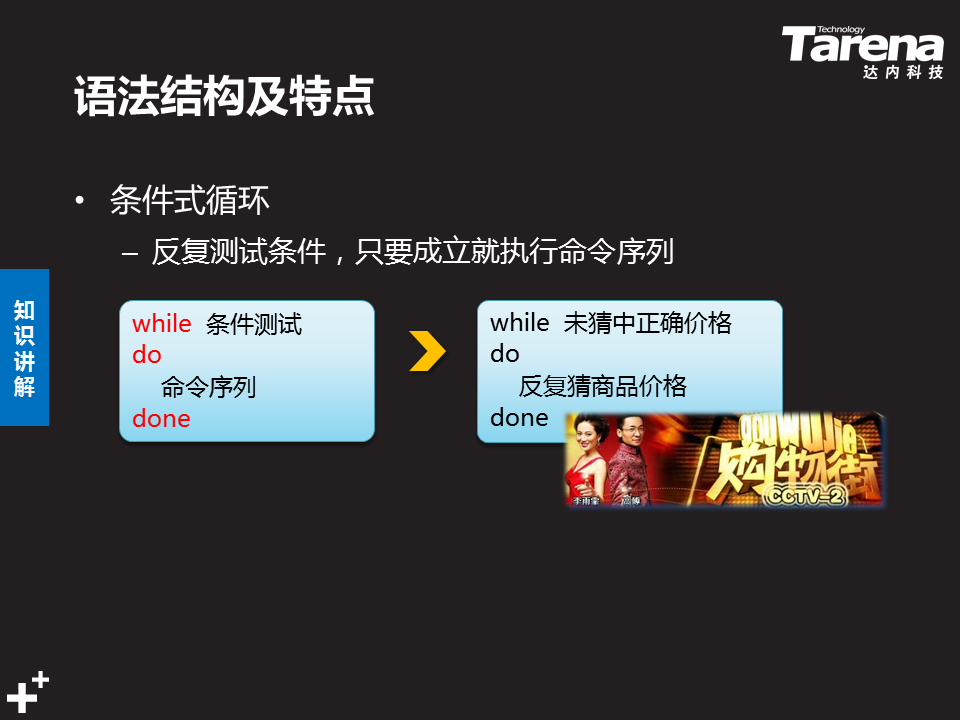 Technology
Tarena
达内科技
语法结构及特点
• 条件式循环
– 反复测试条件，只要成立就执行命令序列
知识讲解
while 条件测试
do
命令序列
done
while 未猜中正确价格
do
反复猜商品价格
done
gouwujie
购物街
CCTV-2
高博